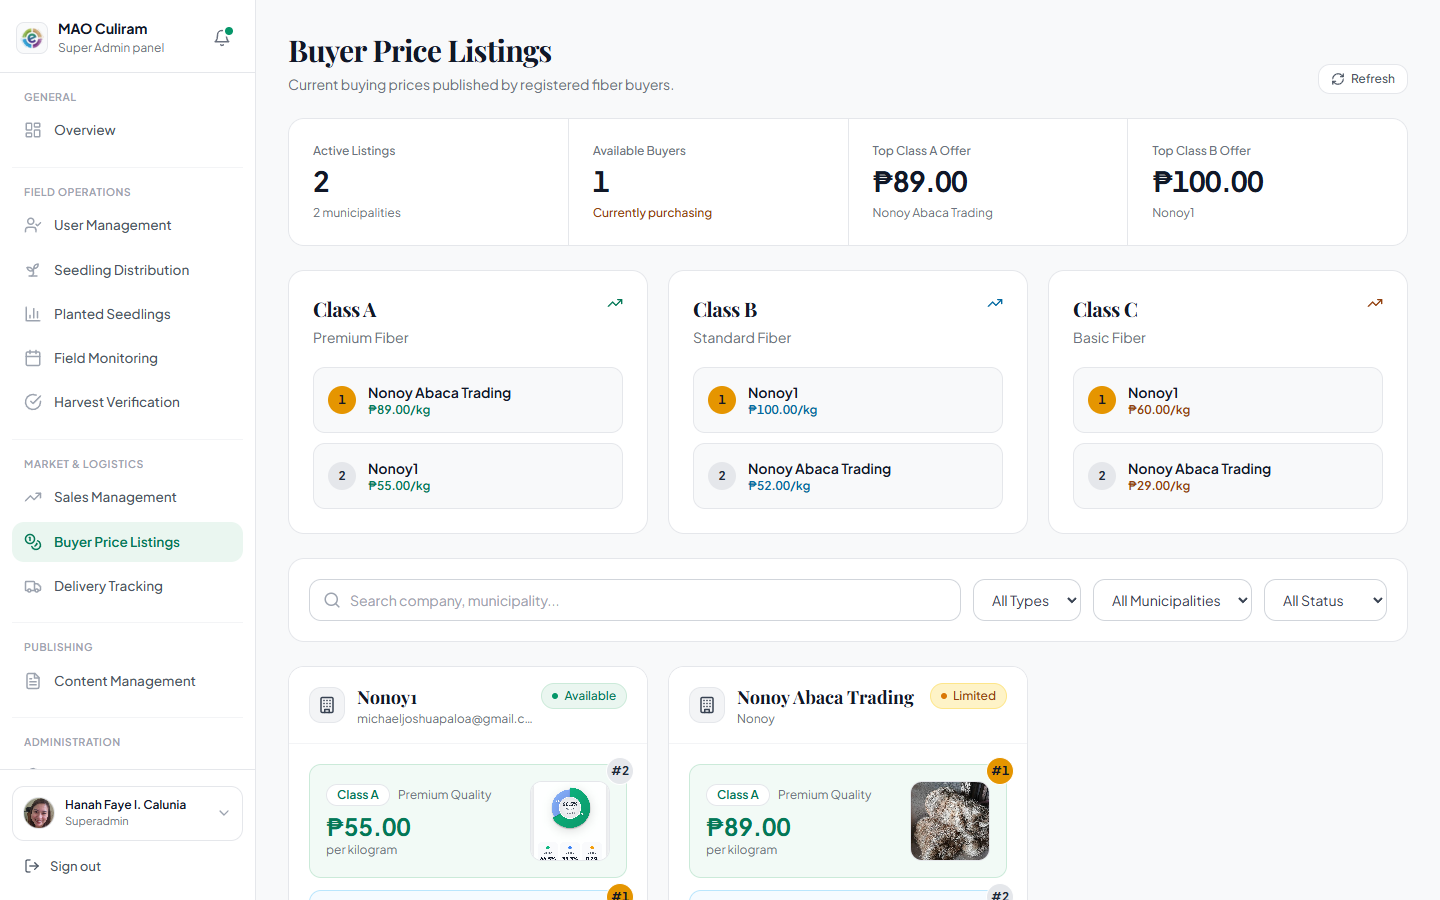 MAO Culiram
Super Admin panel
GENERAL
Overview
FIELD OPERATIONS
User Management
Seedling Distribution
Planted Seedlings
Field Monitoring
Harvest Verification
MARKET & LOGISTICS
Sales Management
Buyer Price Listings
Delivery Tracking
PUBLISHING
Content Management
ADMINISTRATION
Hanah Faye I. Calunia
Superadmin
Sign out
Buyer Price Listings
Current buying prices published by registered fiber buyers.
Refresh
Active Listings
2
2 municipalities
Available Buyers
1
Currently purchasing
Top Class A Offer
₱89.00
Nonoy Abaca Trading
Top Class B Offer
₱100.00
Nonoy1
Class A
Premium Fiber
1
Nonoy Abaca Trading
₱89.00/kg
2
Nonoy1
₱55.00/kg
Class B
Standard Fiber
1
Nonoy1
₱100.00/kg
2
Nonoy Abaca Trading
₱52.00/kg
Class C
Basic Fiber
1
Nonoy1
₱60.00/kg
2
Nonoy Abaca Trading
₱29.00/kg
Search company, municipality...
All Types
All Municipalities
All Status
Nonoy1
michaeljoshuapaloa@gmail.c...
Available
#2
Class A Premium Quality
₱55.00
per kilogram
#1
Nonoy Abaca Trading
Nonoy
Limited
#1
Class A Premium Quality
₱89.00
per kilogram
#2